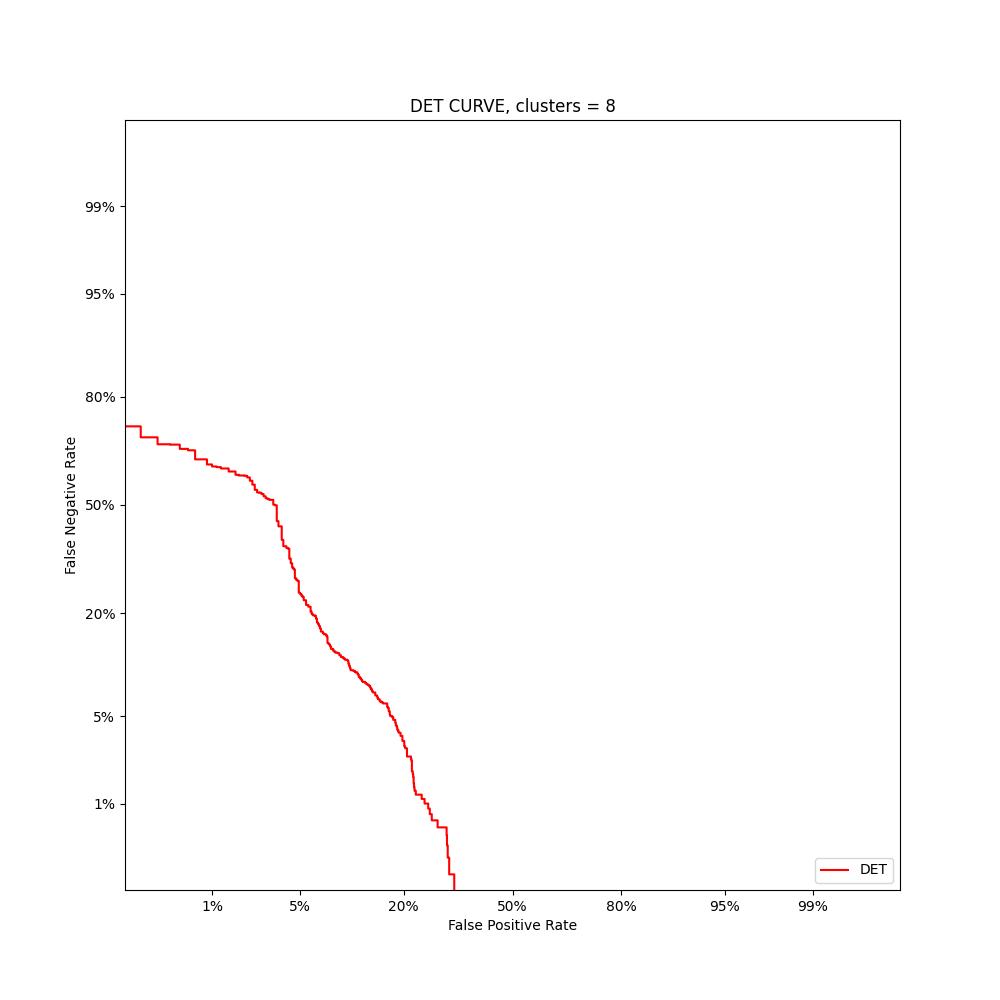 DET CURVE, clusters = 8
99%
95%
80%
50%
20%
5%
1%
False Negative Rate
1% 5% 20% 50% 80% 95% 99%
False Positive Rate
DET